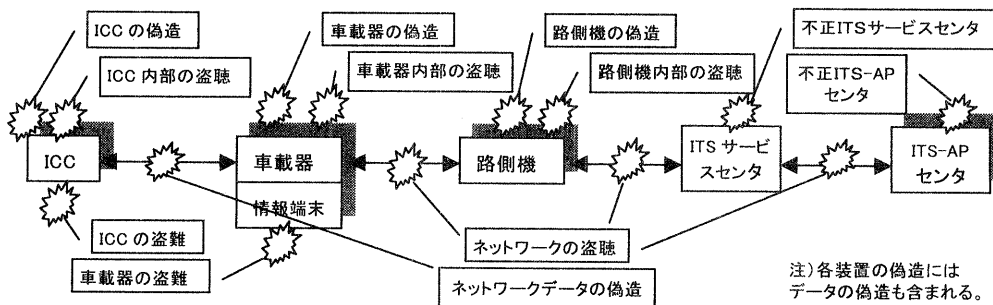 ICC の偽造
車載器の偽造
路側機の偽造
不正ITSサービスセンタ
ICC 内部の盗聴
車載器内部の盗聴
路側機内部の盗聴
不正ITS-AP
センタ
ICC
車載器
情報端末
路側機
ITS サービ
スセンタ
ITS-AP
センタ
ICC の盗難
車載器の盗難
ネットワークの盗聴
ネットワークデータの偽造
注）各装置の偽造には
データの偽造も含まれる。